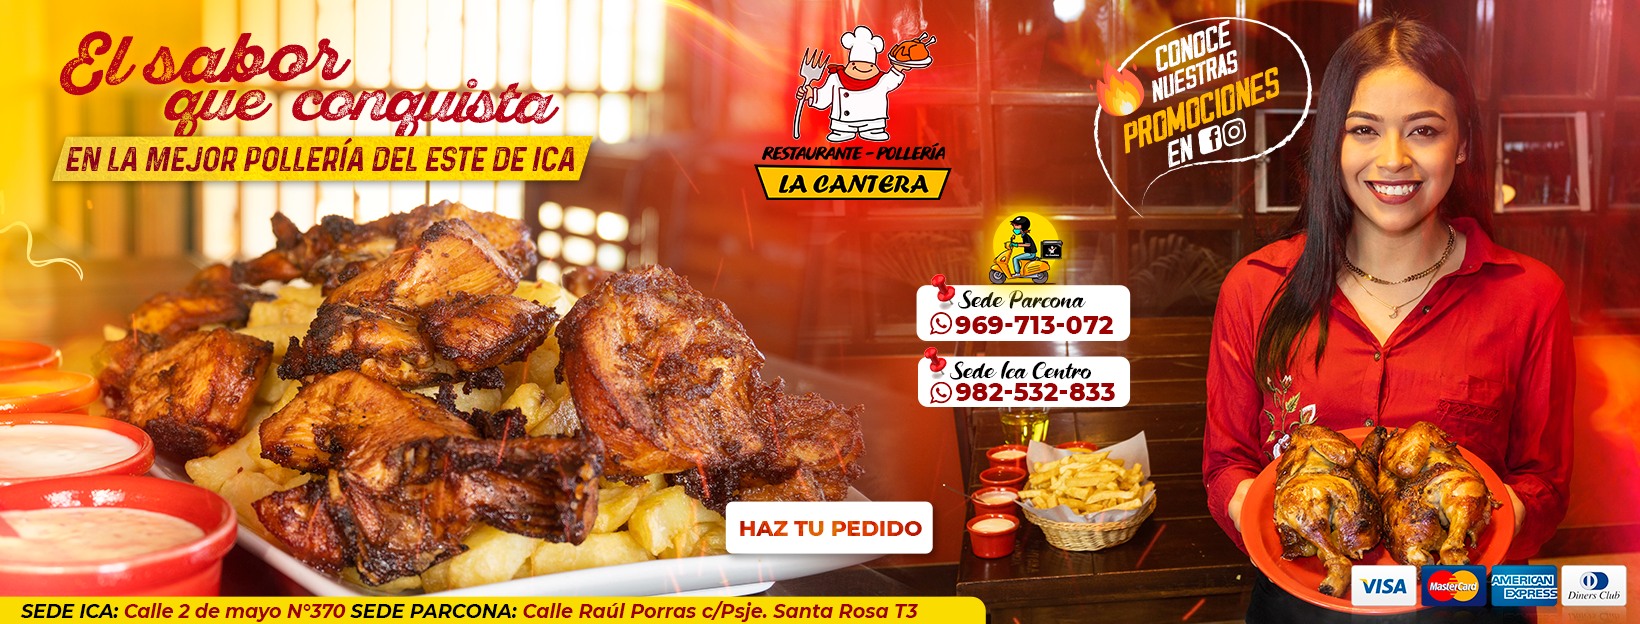 El sabor
que conquista
EN LA MEJOR POLLERÍA DEL ESTE DE ICA
RESTAURANTE - POLLERÍA
LA CANTERA
CONOCE
NUESTRAS
PROMOCIONES
EN
Sede Parcona
969-713-072
Sede Ica Centro
982-532-833
HAZ TU PEDIDO
VISA
MasterCard
AMERICAN EXPRESS
Diners Club
SEDE ICA: Calle 2 de mayo N°370 SEDE PARCONA: Calle Raúl Porras c/Psje. Santa Rosa T3